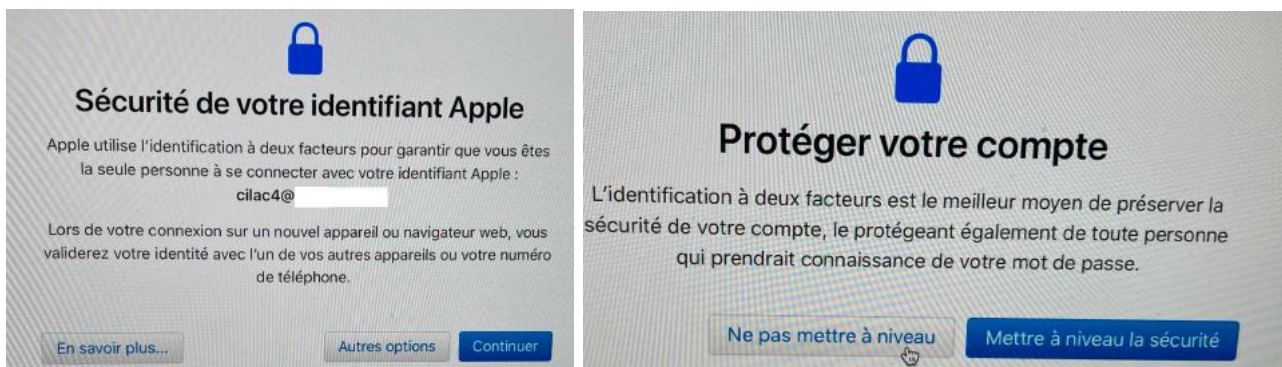 Sécurité de votre identifiant Apple
Apple utilise l'identification à deux facteurs pour garantir que vous êtes
la seule personne à se connecter avec votre identifiant Apple :
cilac4@
Lors de votre connexion sur un nouvel appareil ou navigateur web, vous
validerez votre identité avec l'un de vos autres appareils ou votre numéro
de téléphone.
En savoir plus...
Autres options
Continuer
Protéger votre compte
L'identification à deux facteurs est le meilleur moyen de préserver la
sécurité de votre compte, le protégeant également de toute personne
qui prendrait connaissance de votre mot de passe.
Ne pas mettre à niveau
Mettre à niveau la sécurité